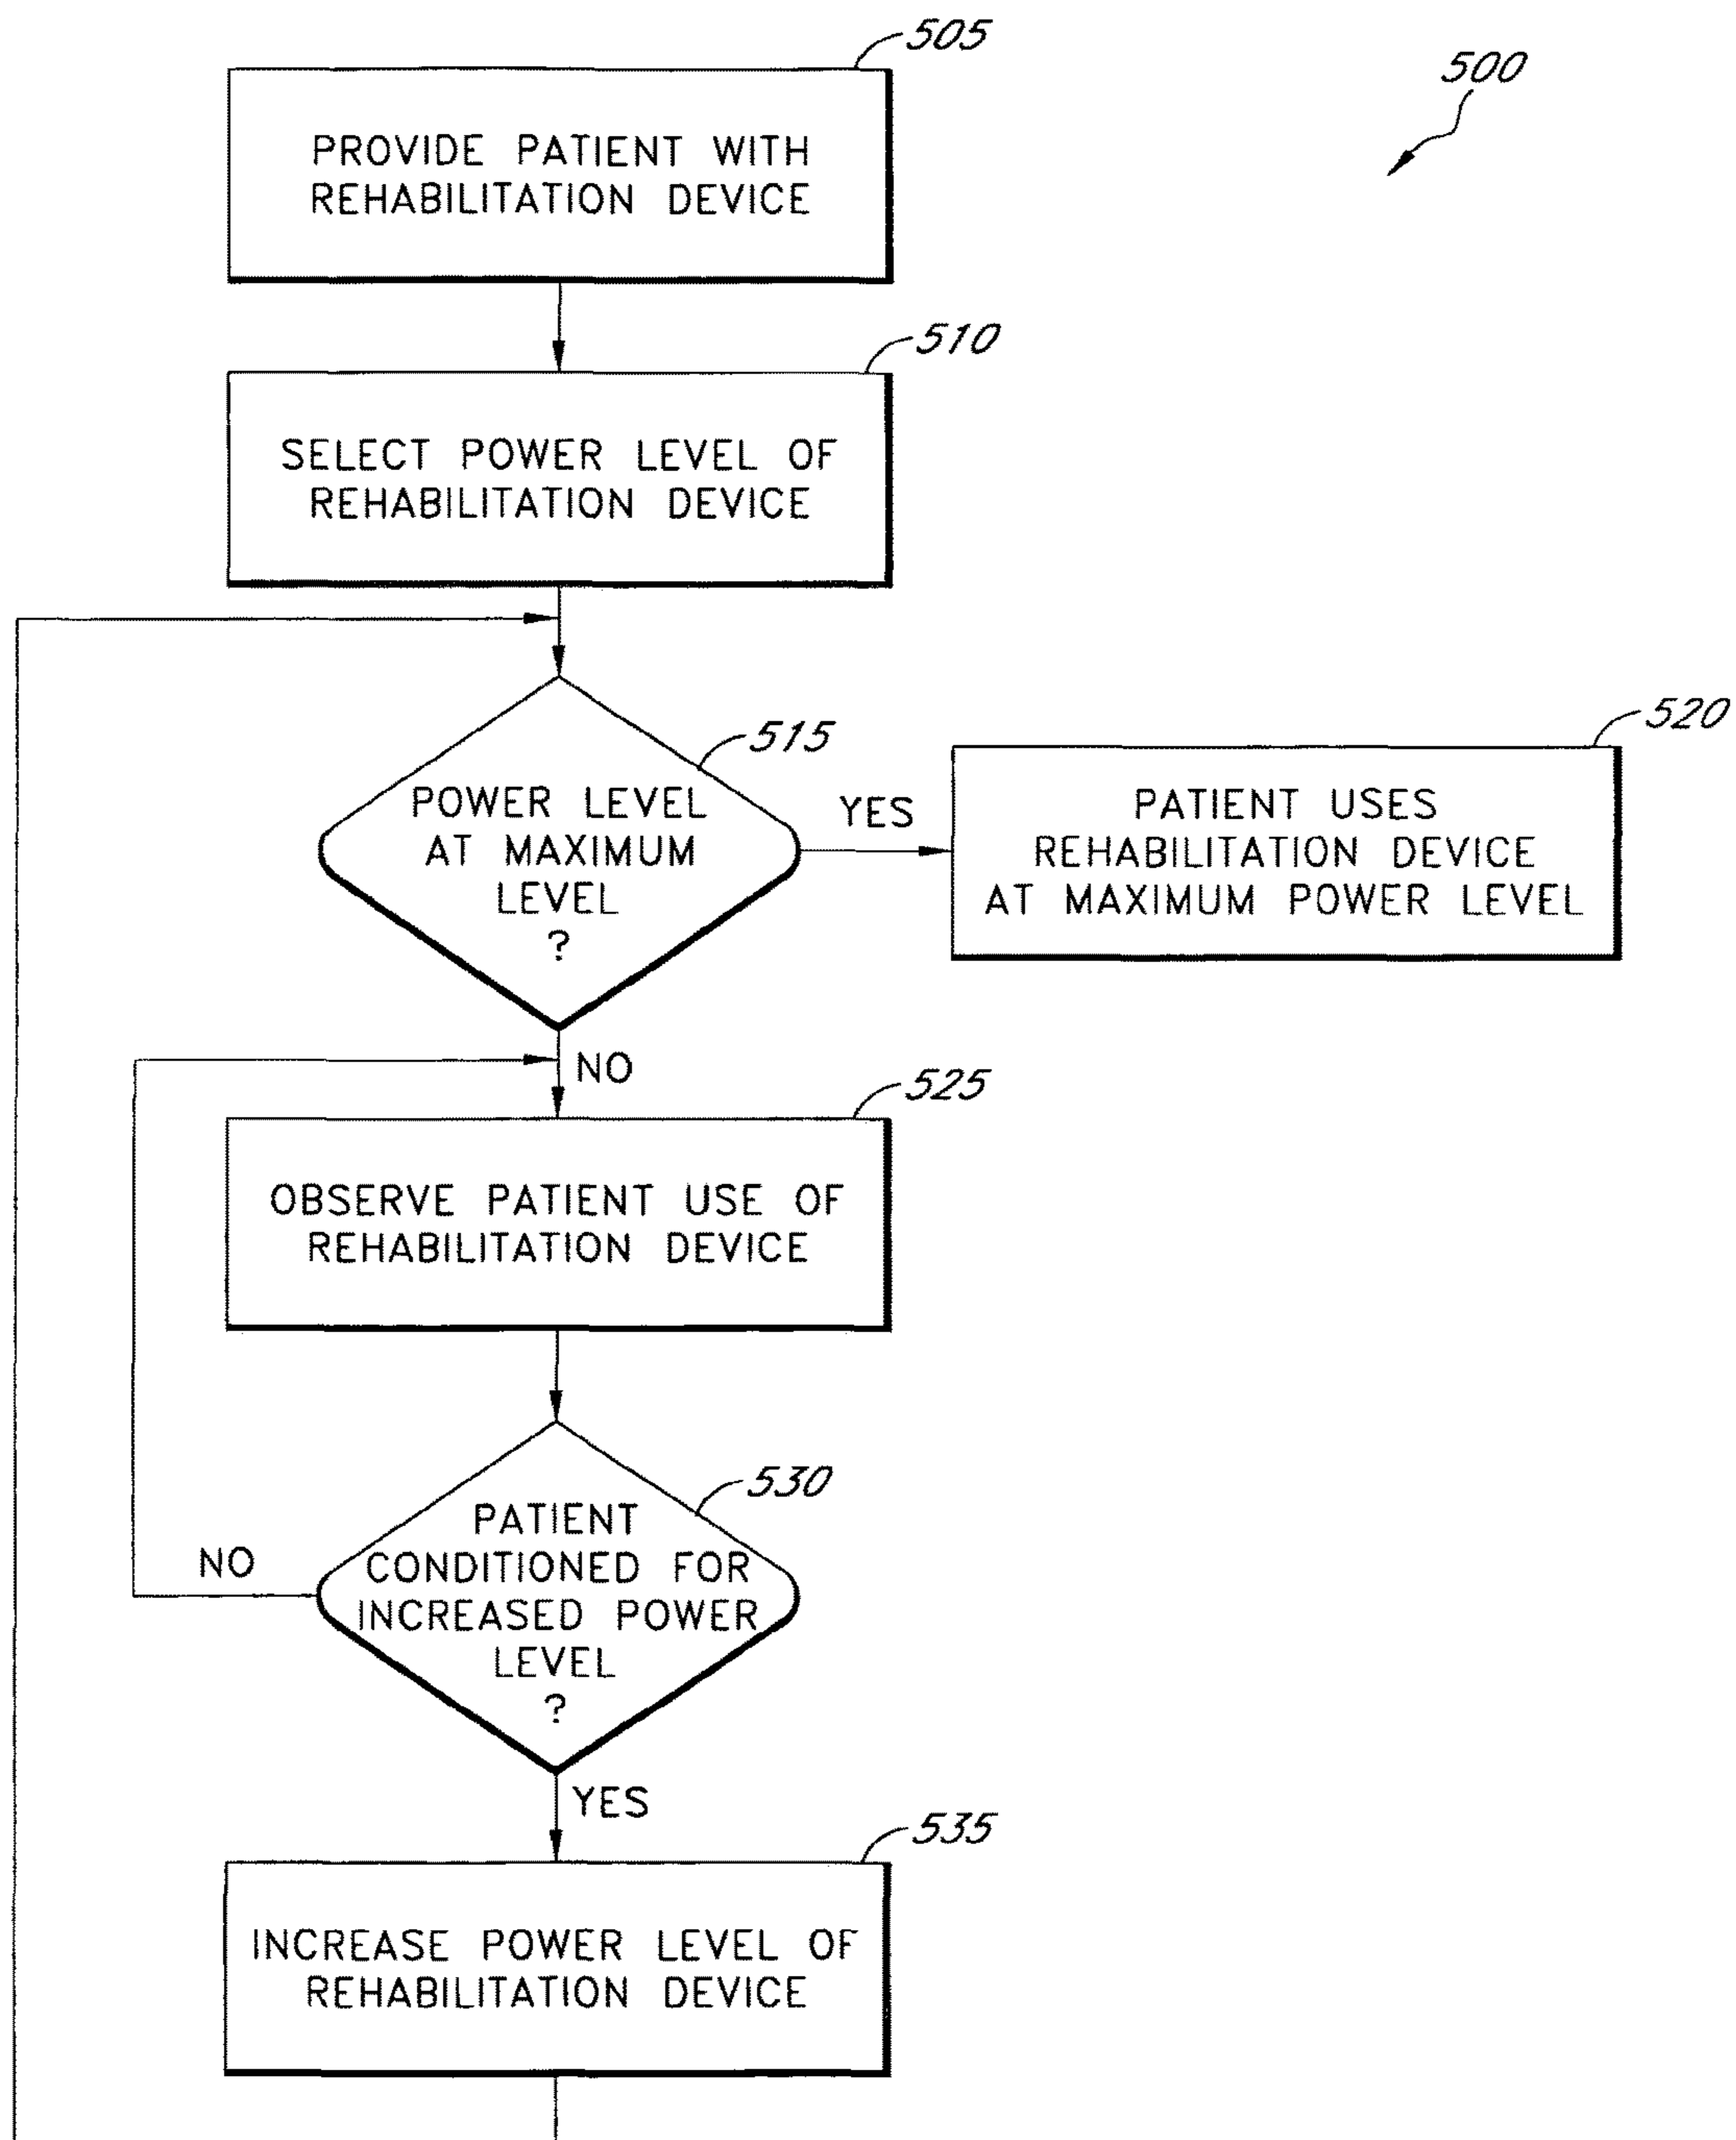 505
500
PROVIDE PATIENT WITH
REHABILITATION DEVICE
510
SELECT POWER LEVEL OF
REHABILITATION DEVICE
515
POWER LEVEL
AT MAXIMUM
LEVEL
?
YES
520
PATIENT USES
REHABILITATION DEVICE
AT MAXIMUM POWER LEVEL
NO
525
OBSERVE PATIENT USE OF
REHABILITATION DEVICE
530
PATIENT
CONDITIONED FOR
INCREASED POWER
LEVEL
?
NO
YES
535
INCREASE POWER LEVEL OF
REHABILITATION DEVICE